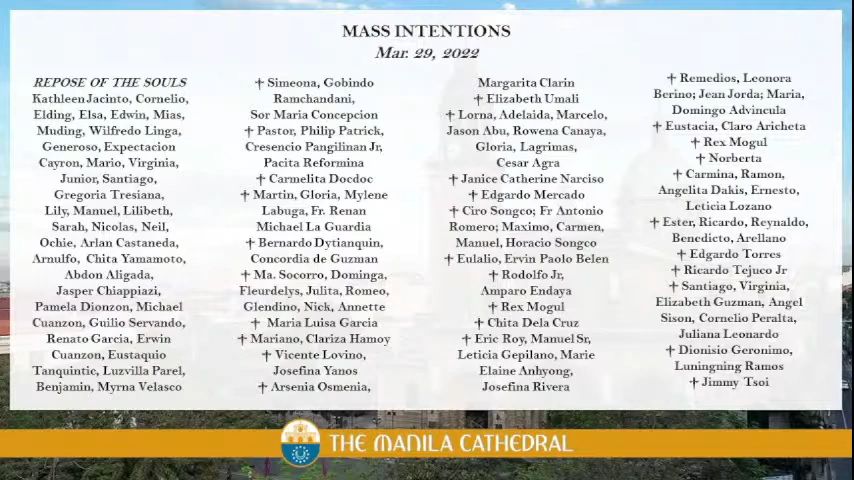 MASS INTENTIONS
Mar. 29, 2022
REPOSE OF THE SOULS
Kathleen Jacinto, Cornelio,
Elding, Elsa, Edwin, Mias,
Muding, Wilfredo Linga,
Generoso, Expectacion
Cayron, Mario, Virginia,
Junior, Santiago,
Gregoria Tresiana,
Lily, Manuel, Lilibeth,
Sarah, Nicolas, Neil,
Ochie, Arlan Castaneda,
Arnulfo, Chita Yamamoto,
Abdon Aligada,
Jasper Chiappiazi,
Pamela Dionzon, Michael
Cuanzon, Guilio Servando,
Renato Garcia, Erwin
Cuanzon, Eustaquio
Tanquintic, Luzvilla Parel,
Benjamin, Myrna Velasco
† Simeona, Gobindo
Ramchandani,
Sor Maria Concepcion
† Pastor, Philip Patrick,
Cresencio Pangilinan Jr,
Pacita Reformina
† Carmelita Docdoc
† Martin, Gloria, Mylene
Labuga, Fr. Renan
Michael La Guardia
† Bernardo Dytianquin,
Concordia de Guzman
† Ma. Socorro, Dominga,
Fleurdelys, Julita, Romeo,
Glendino, Nick, Annette
† Maria Luisa Garcia
† Mariano, Clariza Hamoy
† Vicente Lovino,
Josefina Yanos
† Arsenia Osmenia,
Margarita Clarin
† Elizabeth Umali
† Lorna, Adelaida, Marcelo,
Jason Abu, Rowena Canaya,
Gloria, Lagrimas,
Cesar Agra
† Janice Catherine Narciso
† Edgardo Mercado
† Ciro Songco; Fr Antonio
Romero; Maximo, Carmen,
Manuel, Horacio Songco
† Eulalio, Ervin Paolo Belen
† Rodolfo Jr,
Amparo Endaya
† Rex Mogul
† Chita Dela Cruz
† Eric Roy, Manuel Sr,
Leticia Gepilano, Marie
Elaine Anhyong,
Josefina Rivera
† Remedios, Leonora
Berino; Jean Jorda; Maria,
Domingo Advincula
† Eustacia, Claro Aricheta
† Rex Mogul
† Norberta
† Carmina, Ramon,
Angelita Dakis, Ernesto,
Leticia Lozano
† Ester, Ricardo, Reynaldo,
Benedicto, Arellano
† Edgardo Torres
† Ricardo Tejuco Jr
† Santiago, Virginia,
Elizabeth Guzman, Angel
Sison, Cornelio Peralta,
Juliana Leonardo
† Dionisio Geronimo,
Luningning Ramos
† Jimmy Tsoi
THE MANILA CATHEDRAL